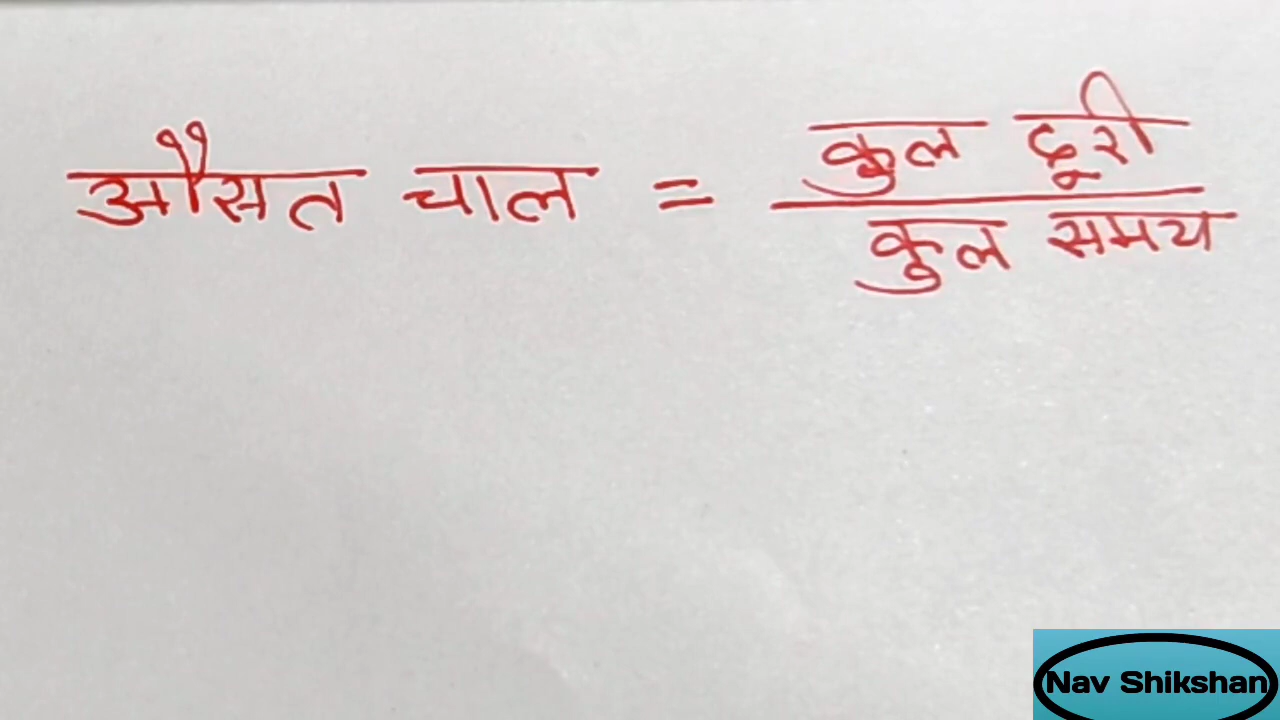 औसत चाल = कुल दूरी
कुल समय
Nav Shikshan